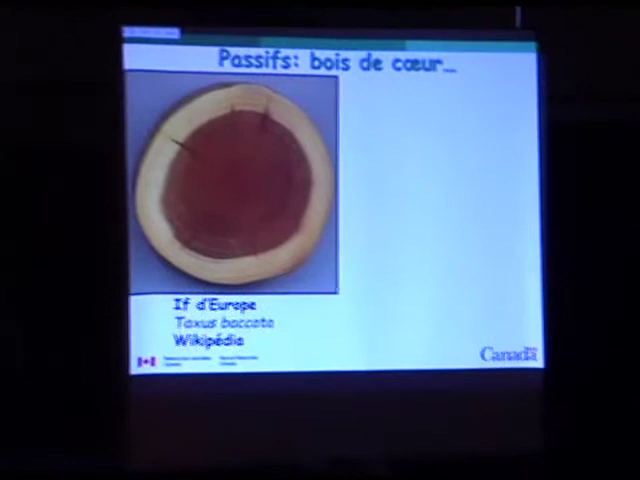 Passifs: bois de cœur...
If d'Europe
Taxus baccata
Wikipédia
Canada